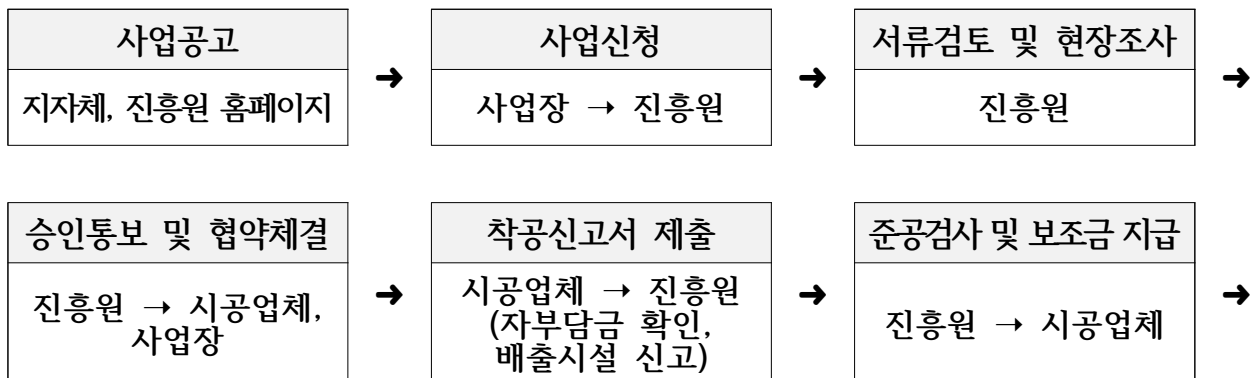 사업공고
지자체, 진흥원 홈페이지
➜
사업신청
사업장 → 진흥원
➜
서류검토 및 현장조사
진흥원
➜
승인통보 및 협약체결
진흥원 → 시공업체,
사업장
➜
착공신고서 제출
시공업체 → 진흥원
(자부담금 확인,
배출시설 신고)
➜
준공검사 및 보조금 지급
진흥원 → 시공업체
➜